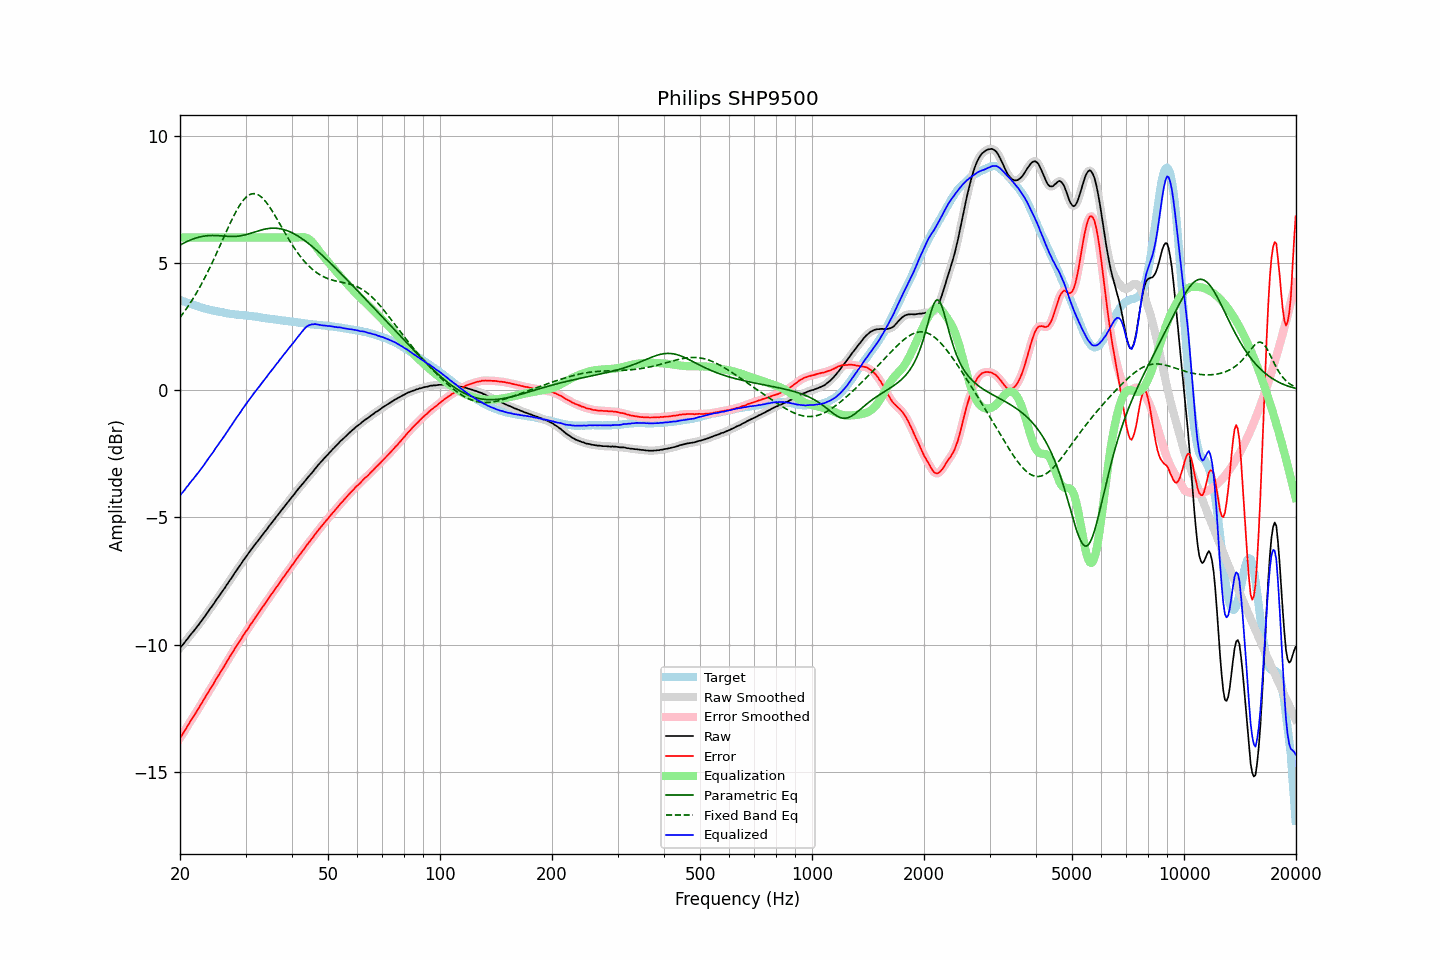 Philips SHP9500
Amplitude (dBr)
10
5
0
−5
−10
−15
Target
Raw Smoothed
Error Smoothed
Raw
Error
Equalization
Parametric Eq
Fixed Band Eq
Equalized
20
50
100
200
500
1000
2000
5000
10000
20000
Frequency (Hz)